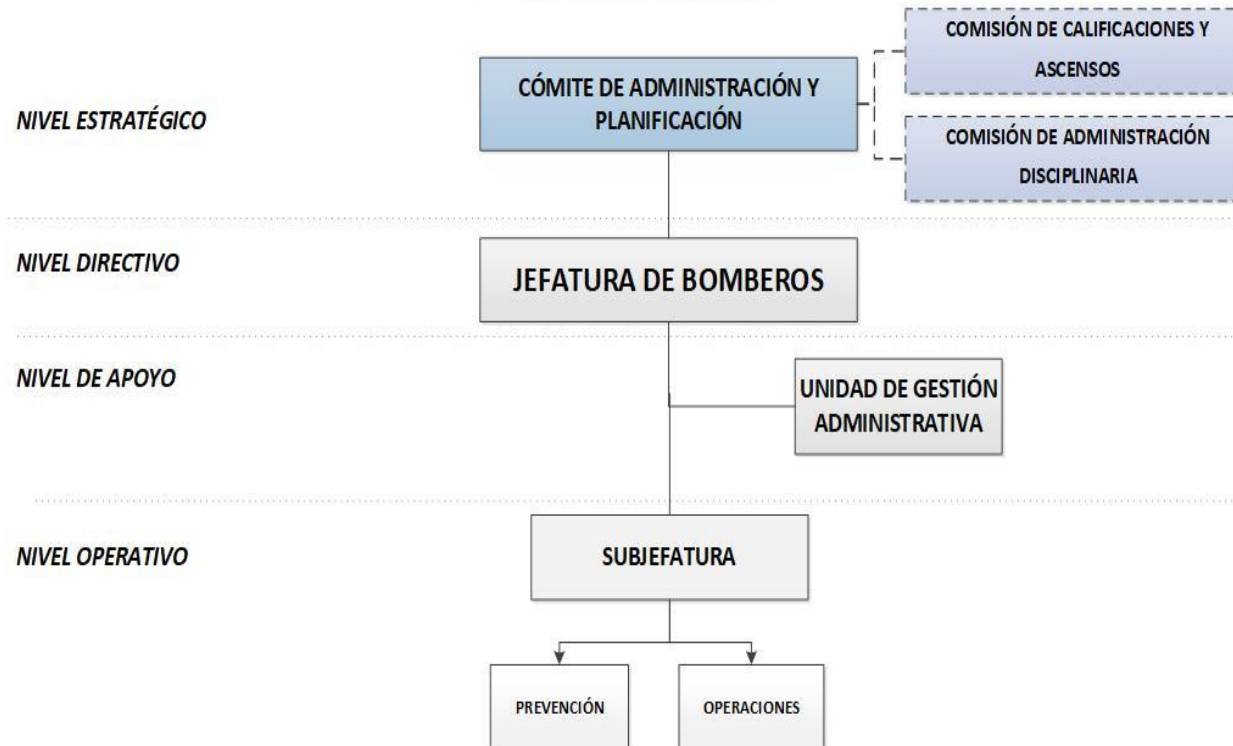 COMISIÓN DE CALIFICACIONES Y
ASCENSOS
CÓMITE DE ADMINISTRACIÓN Y
PLANIFICACIÓN
NIVEL ESTRATÉGICO
COMISIÓN DE ADMINISTRACIÓN
DISCIPLINARIA
NIVEL DIRECTIVO
JEFATURA DE BOMBEROS
NIVEL DE APOYO
UNIDAD DE GESTIÓN
ADMINISTRATIVA
NIVEL OPERATIVO
SUBJEFATURA
PREVENCIÓN
OPERACIONES